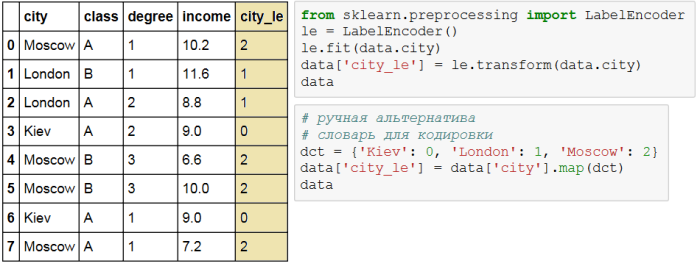 city class degree income city_le
0 Moscow A 1 10.2 2
1 London B 1 11.6 1
2 London A 2 8.8 1
3 Kiev A 2 9.0 0
4 Moscow B 3 6.6 2
5 Moscow B 3 10.0 2
6 Kiev A 1 9.0 0
7 Moscow A 1 7.2 2
from sklearn.preprocessing import LabelEncoder
le = LabelEncoder()
le.fit(data.city)
data['city_le'] = le.transform(data.city)
data
# ручная альтернатива
# словарь для кодировки
dct = {'Kiev': 0, 'London': 1, 'Moscow': 2}
data['city_le'] = data['city'].map(dct)
data